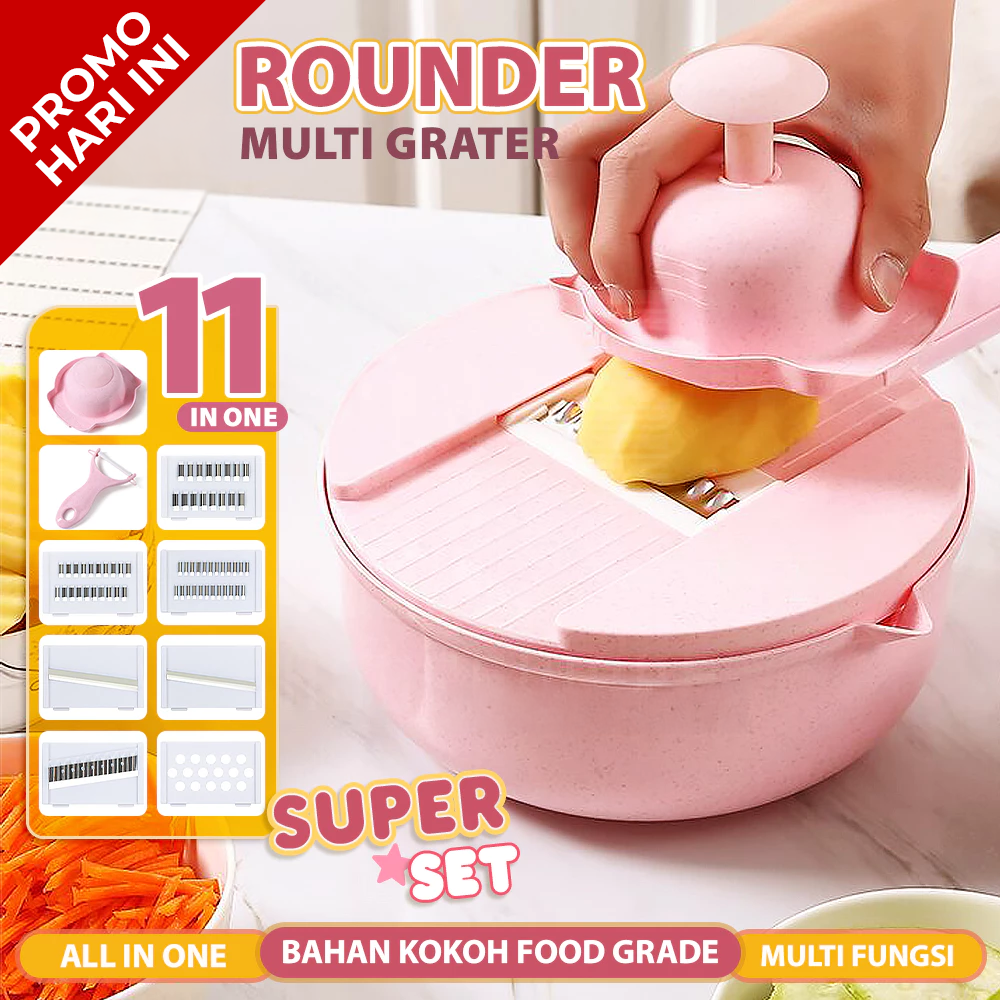 PROMO
HARI INI
ROUNDER
MULTI GRATER
11
IN ONE
SUPER
SET
ALL IN ONE
BAHAN KOKOH FOOD GRADE
MULTI FUNGSI